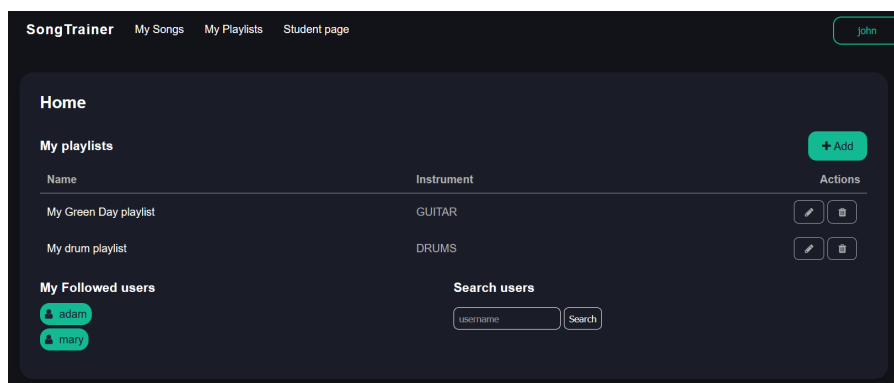 SongTrainer My Songs My Playlists Student page john
Home
My playlists + Add
Name Instrument Actions
My Green Day playlist GUITAR
My drum playlist DRUMS
My Followed users Search users
adam username Search
mary